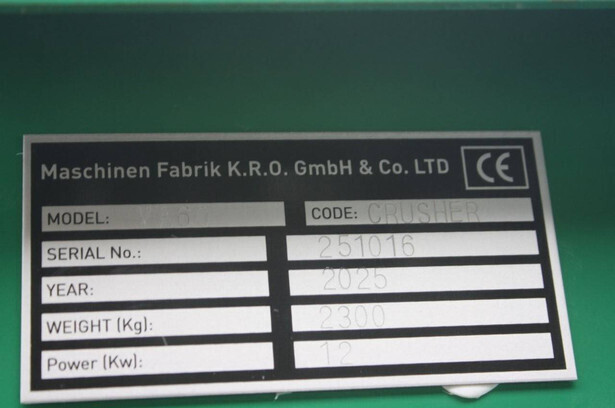 Maschinen Fabrik K.R.O. GmbH & Co. LTD CE
MODEL: CODE: CRUSHER
SERIAL No.: 251016
YEAR: 2025
WEIGHT (Kg): 2300
Power (Kw): 12